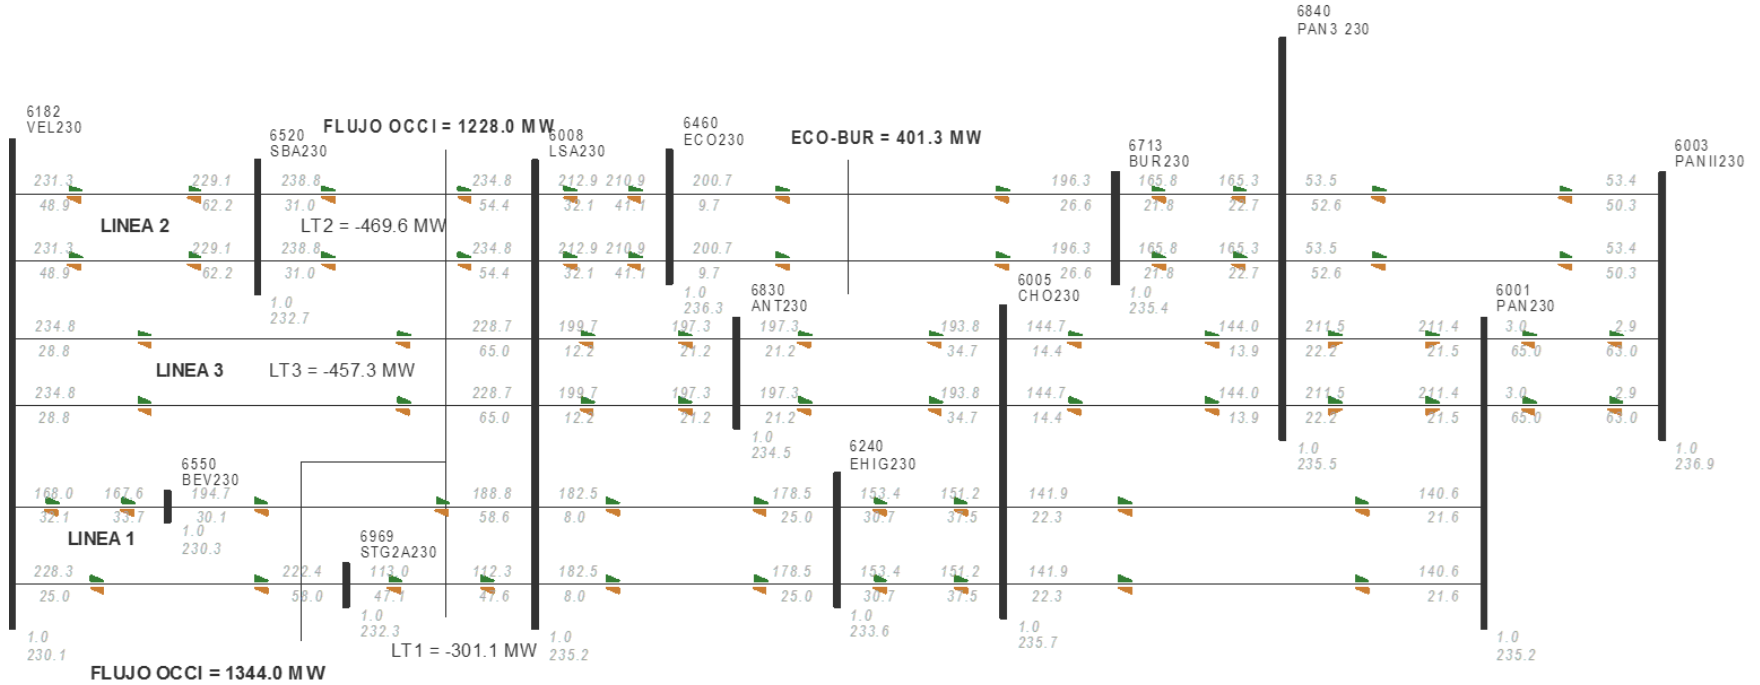 6840
PAN3 230
6182
VEL230
FLUJO OCCI = 1228.0 MW
6520
SBA230
6008
LSA230
6460
ECO230
ECO-BUR = 401.3 MW
6713
BUR230
6003
PANII230
231.3 229.1 238.8 234.8 212.9 210.9 200.7 196.3 165.8 165.3 53.5 53.4
48.9 62.2 31.0 54.4 32.1 41.1 9.7 26.6 21.8 22.7 52.6 50.3
LINEA 2 LT2 = -469.6 MW
231.3 229.1 238.8 234.8 212.9 210.9 200.7 196.3 165.8 165.3 53.5 53.4
48.9 62.2 31.0 54.4 32.1 41.1 9.7 26.6 21.8 22.7 52.6 50.3
1.0
232.7
1.0
236.3
6830
ANT230
6005
CHO230
1.0
235.4
6001
PAN230
234.8 228.7 199.7 197.3 197.3 193.8 144.7 144.0 211.5 211.4 3.0 2.9
28.8 65.0 12.2 21.2 21.2 34.7 14.4 13.9 22.2 21.5 65.0 63.0
LINEA 3 LT3 = -457.3 MW
234.8 228.7 199.7 197.3 197.3 193.8 144.7 144.0 211.5 211.4 3.0 2.9
28.8 65.0 12.2 21.2 21.2 34.7 14.4 13.9 22.2 21.5 65.0 63.0
1.0
234.5
6240
EHIG230
1.0
235.5
1.0
236.9
6550
BEV230
168.0 167.6 194.7 188.8 182.5 178.5 153.4 151.2 141.9 140.6
32.1 33.7 30.1 58.6 8.0 25.0 30.7 37.5 22.3 21.6
LINEA 1
1.0
230.3
6969
STG2A230
228.3 222.4 113.0 112.3 182.5 178.5 153.4 151.2 141.9 140.6
25.0 58.0 47.1 47.6 8.0 25.0 30.7 37.5 22.3 21.6
1.0
232.3
1.0
233.6
1.0
235.7
1.0
230.1
LT1 = -301.1 MW
1.0
235.2
1.0
235.2
FLUJO OCCI = 1344.0 MW